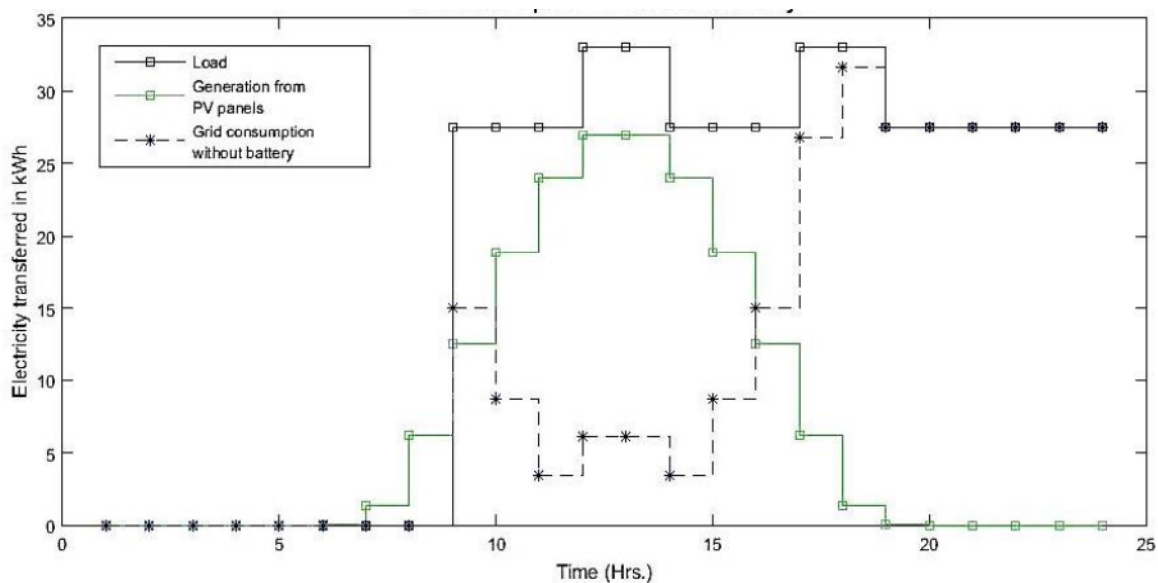 35
30
25
20
15
10
5
0
Electricity transferred in kWh
Load
Generation from
PV panels
Grid consumption
without battery
0 5 10 15 20 25
Time (Hrs.)